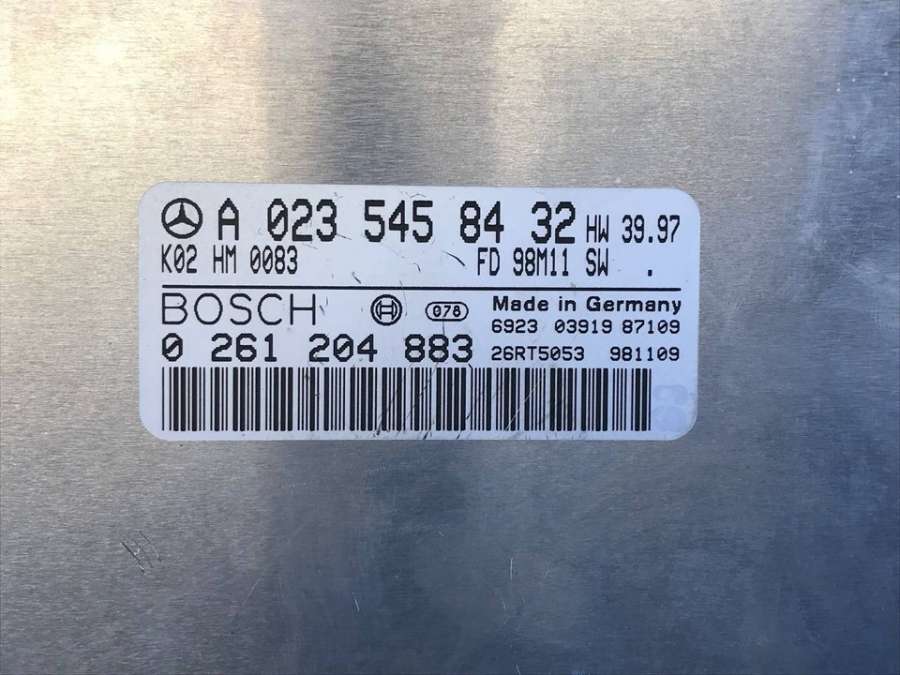 A 023 545 84 32 HW 39.97
K02 HM 0083 FD 98M11 SW .
BOSCH 078 Made in Germany
6923 03919 87109
0 261 204 883 26RT5053 981109